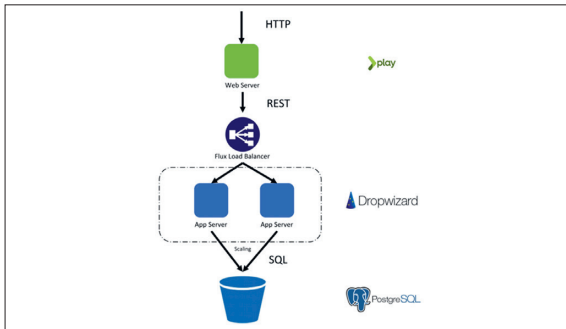 HTTP
play
Web Server
REST
Flux Load Balancer
App Server
App Server
Dropwizard
Scaling
SQL
PostgreSQL